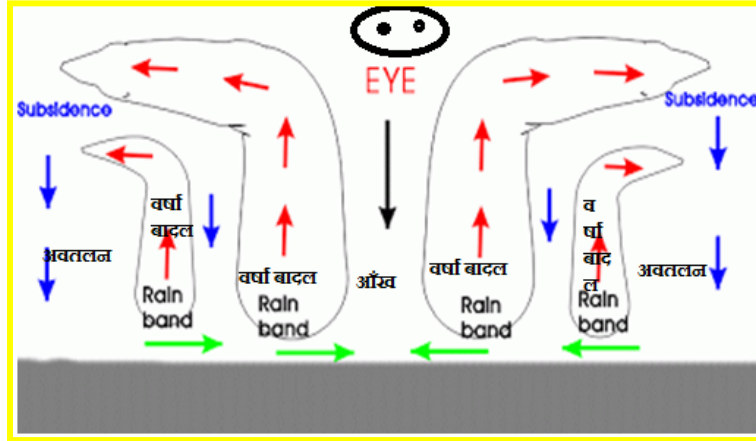 EYE
Subsidence
Subsidence
वर्षा
बादल
व
र्षा
बाद
ल
अवतलन
वर्षा बादल
आँख
वर्षा बादल
अवतलन
Rain
band
Rain
band
Rain
band
Rain
band